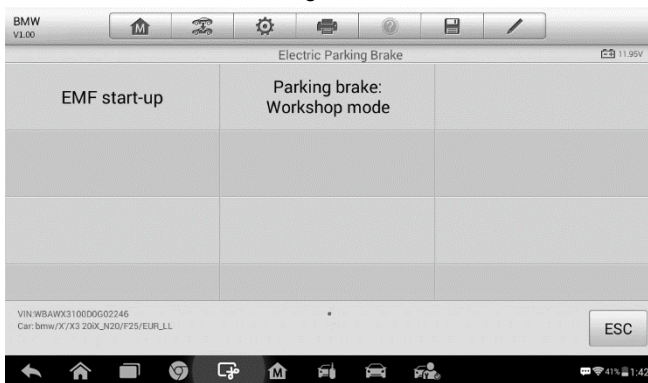 BMW
V1.00
Electric Parking Brake
11.95V
EMF start-up
Parking brake:
Workshop mode
VIN:WBAWX3100D0G02246
Car: bmw/'X'/X3 20iX_N20/F25/EUR_LL
ESC
41% 1:42